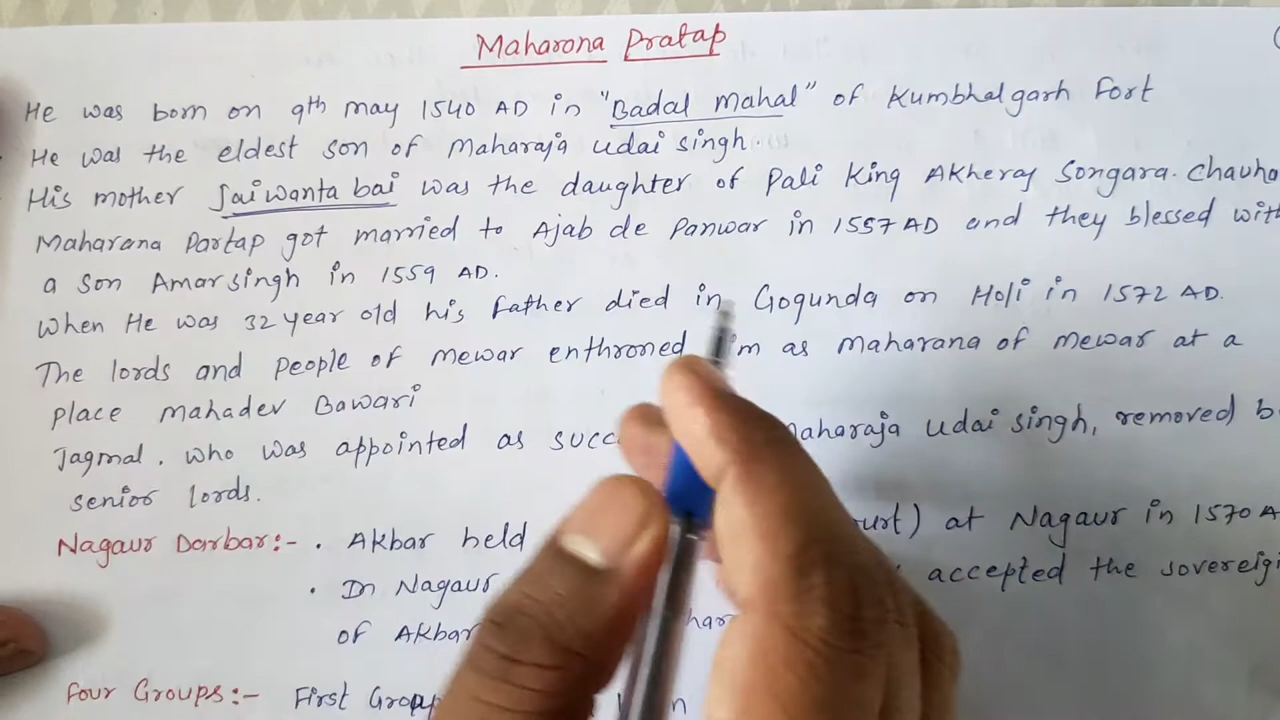 Maharona Pratap
He was born on 9th may 1540 AD in "Badal mahal" of Kumbhalgarh Fort
He was the eldest son of Maharaja Udai Singh.
His mother Jaiwanta bai was the daughter of Pali King Akheraj Songara. Chauha
Maharana Partap got married to Ajab de Panwar in 1557 AD and they blessed with
a son Amarsingh in 1559 AD.
When He was 32 year old his father died in Gogunda on Holi in 1572 AD.
The lords and people of mewar enthroned as maharana of mewar at a
place mahadev Bawari
Jagmal. who was appointed as Maharaja Udai Singh, removed b
senior lords.
Nagaur Darbar:- . Akbar held at Nagaur in 1570 A
. In Nagaur accepted the sovereig
of Akbar
Four Groups:- First Group